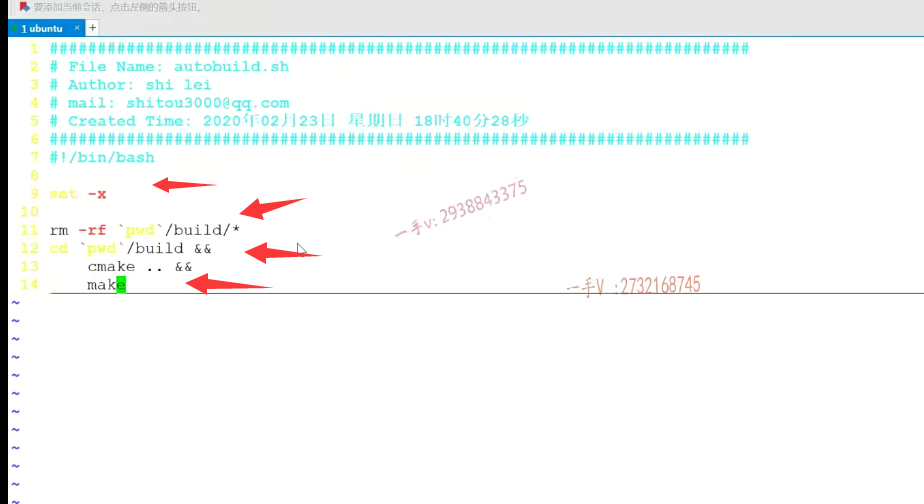 要添加当前会话，点击左侧的箭头按钮。
1 ubuntu
1 #########################################################################
2 # File Name: autobuild.sh
3 # Author: shi lei
4 # mail: shitou3000@qq.com
5 # Created Time: 2020年02月23日 星期日 18时40分28秒
6 #########################################################################
7 #!/bin/bash
8
9 set -x
10
11 rm -rf `pwd`/build/*
12 cd `pwd`/build &&
13     cmake .. &&
14     make
一手v: 2938843375
一手V :2732168745
~
~
~
~
~
~
~
~
~
~
~